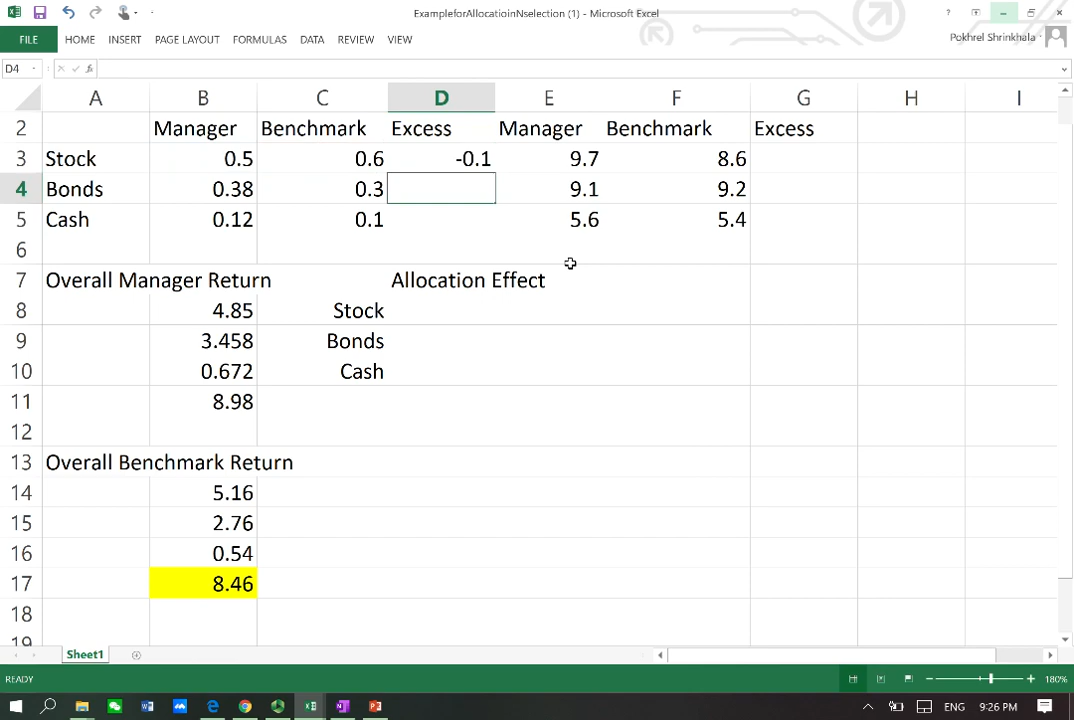 ExampleforAllocatioinNselection (1) - Microsoft Excel
FILE HOME INSERT PAGE LAYOUT FORMULAS DATA REVIEW VIEW
Pokhrel Shrinkhala
D4
A B C D E F G H I
2 Manager Benchmark Excess Manager Benchmark Excess
3 Stock 0.5 0.6 -0.1 9.7 8.6
4 Bonds 0.38 0.3 9.1 9.2
5 Cash 0.12 0.1 5.6 5.4
6
7 Overall Manager Return Allocation Effect
8 4.85 Stock
9 3.458 Bonds
10 0.672 Cash
11 8.98
12
13 Overall Benchmark Return
14 5.16
15 2.76
16 0.54
17 8.46
18
19
Sheet1
READY 180%
ENG 9:26 PM